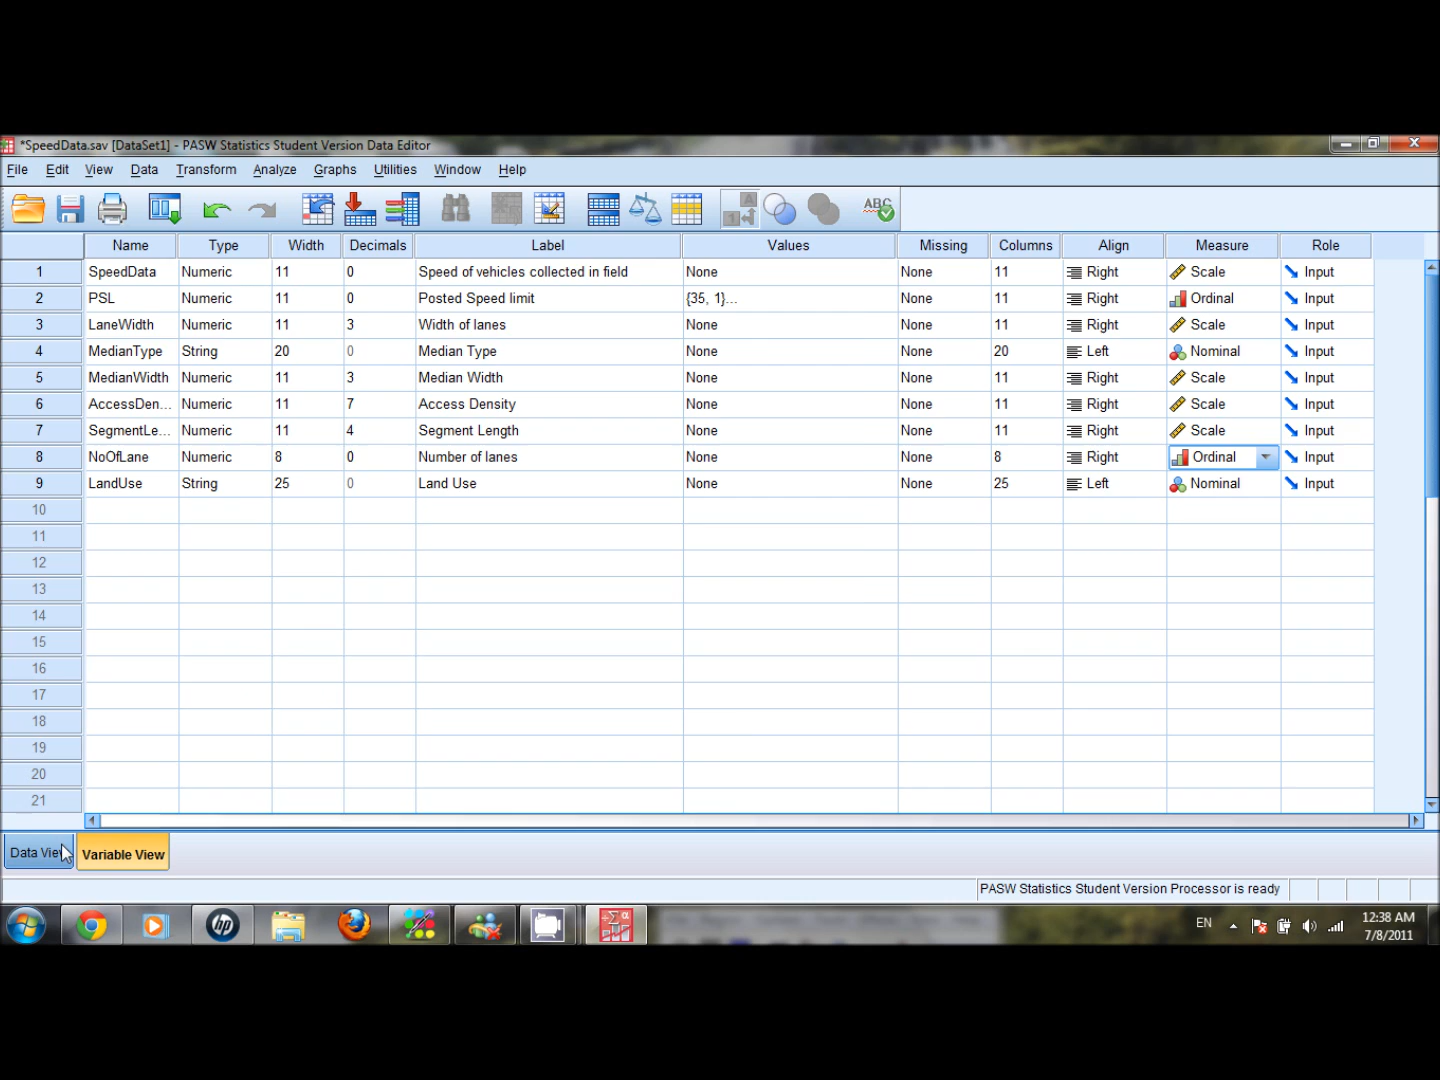 *SpeedData.sav [DataSet1] - PASW Statistics Student Version Data Editor
File Edit View Data Transform Analyze Graphs Utilities Window Help
Name Type Width Decimals Label Values Missing Columns Align Measure Role
1 SpeedData Numeric 11 0 Speed of vehicles collected in field None None 11 Right Scale Input
2 PSL Numeric 11 0 Posted Speed limit {35, 1}... None 11 Right Ordinal Input
3 LaneWidth Numeric 11 3 Width of lanes None None 11 Right Scale Input
4 MedianType String 20 0 Median Type None None 20 Left Nominal Input
5 MedianWidth Numeric 11 3 Median Width None None 11 Right Scale Input
6 AccessDen... Numeric 11 7 Access Density None None 11 Right Scale Input
7 SegmentLe... Numeric 11 4 Segment Length None None 11 Right Scale Input
8 NoOfLane Numeric 8 0 Number of lanes None None 8 Right Ordinal Input
9 LandUse String 25 0 Land Use None None 25 Left Nominal Input
10
11
12
13
14
15
16
17
18
19
20
21
Data View Variable View
PASW Statistics Student Version Processor is ready
EN 12:38 AM
7/8/2011